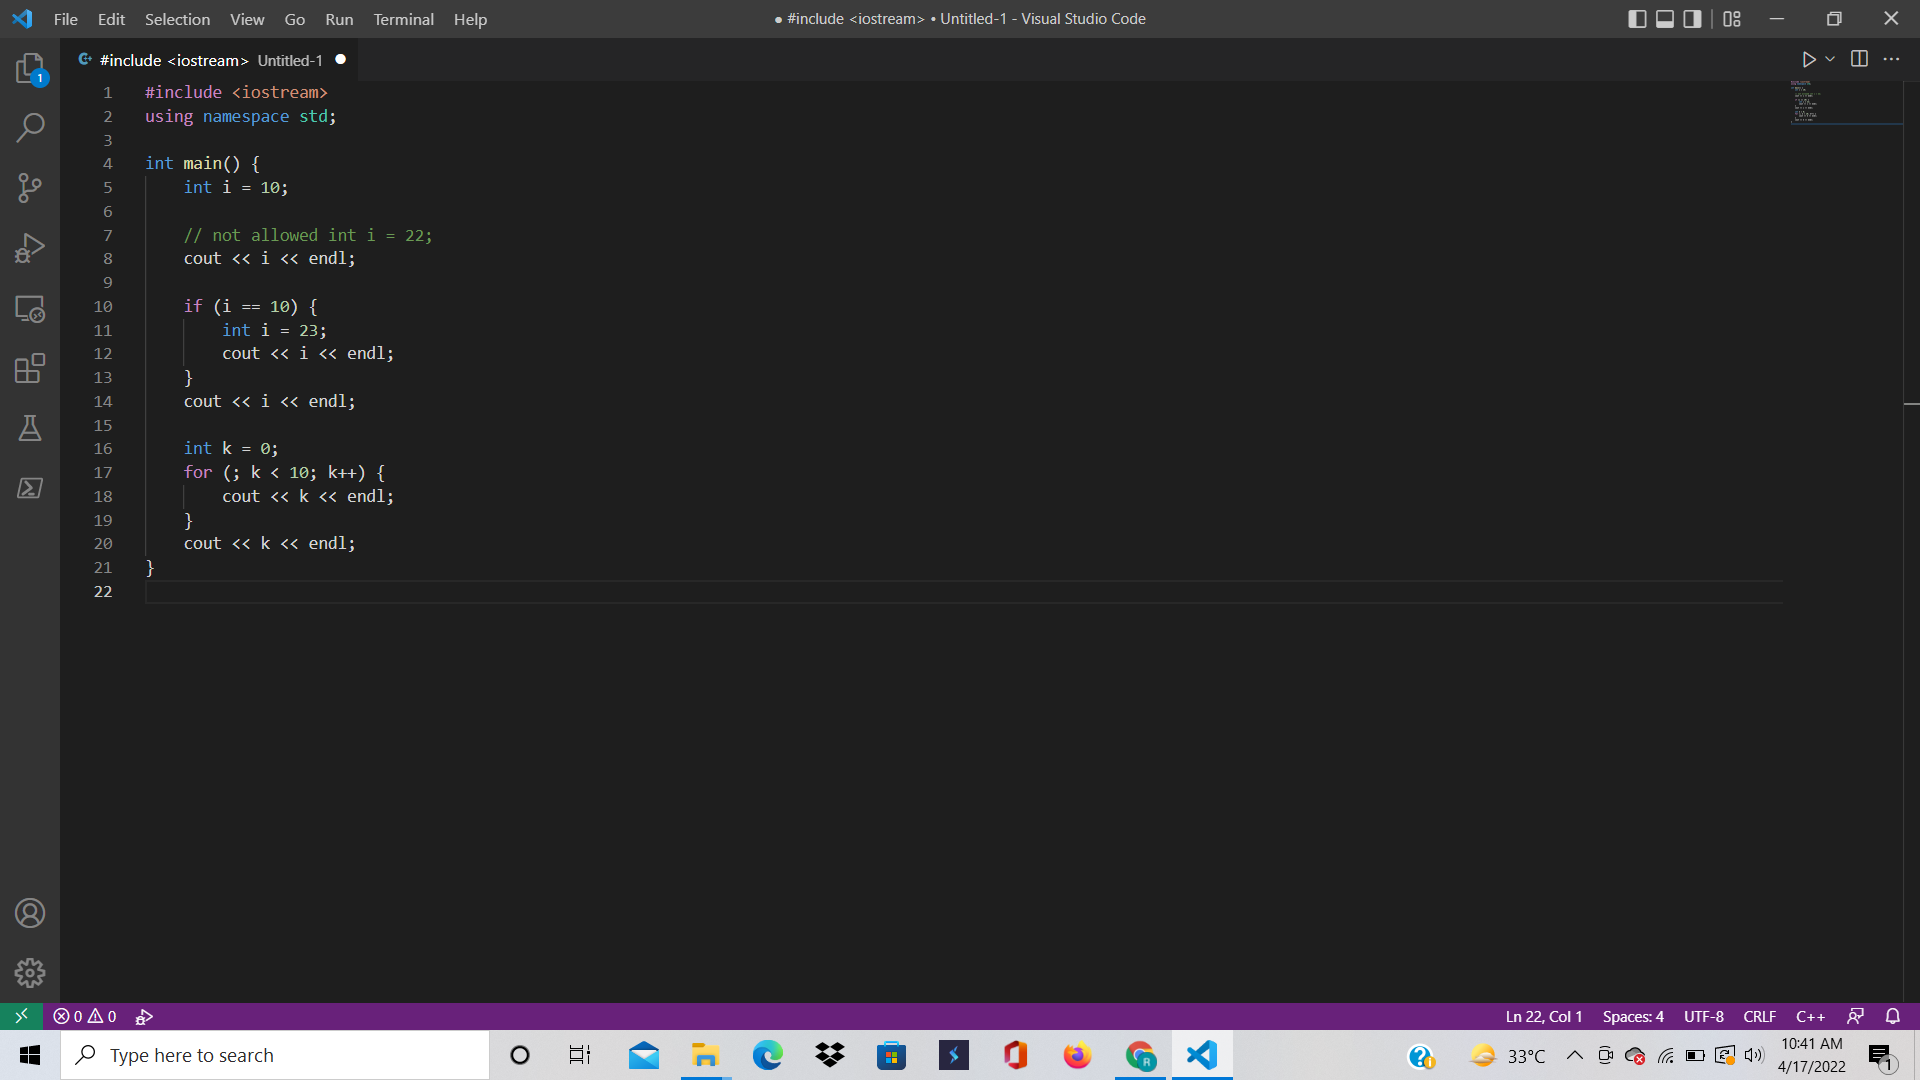 File Edit Selection View Go Run Terminal Help
● #include <iostream> • Untitled-1 - Visual Studio Code
#include <iostream> Untitled-1 ●
1
1 #include <iostream>
2 using namespace std;
3
4 int main() {
5     int i = 10;
6
7     // not allowed int i = 22;
8     cout << i << endl;
9
10     if (i == 10) {
11         int i = 23;
12         cout << i << endl;
13     }
14     cout << i << endl;
15
16     int k = 0;
17     for (; k < 10; k++) {
18         cout << k << endl;
19     }
20     cout << k << endl;
21 }
22
0 0
Ln 22, Col 1 Spaces: 4 UTF-8 CRLF C++
Type here to search
33°C
10:41 AM
4/17/2022
1